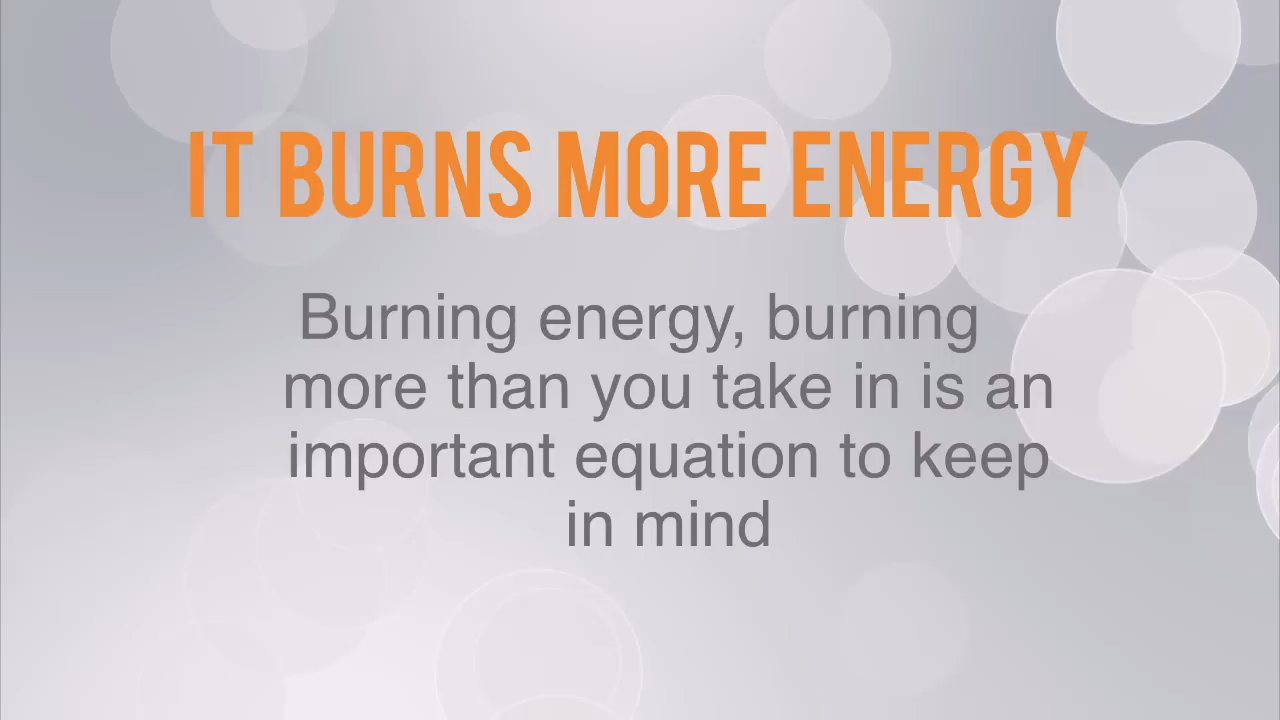 IT BURNS MORE ENERGY
Burning energy, burning
more than you take in is an
important equation to keep
in mind